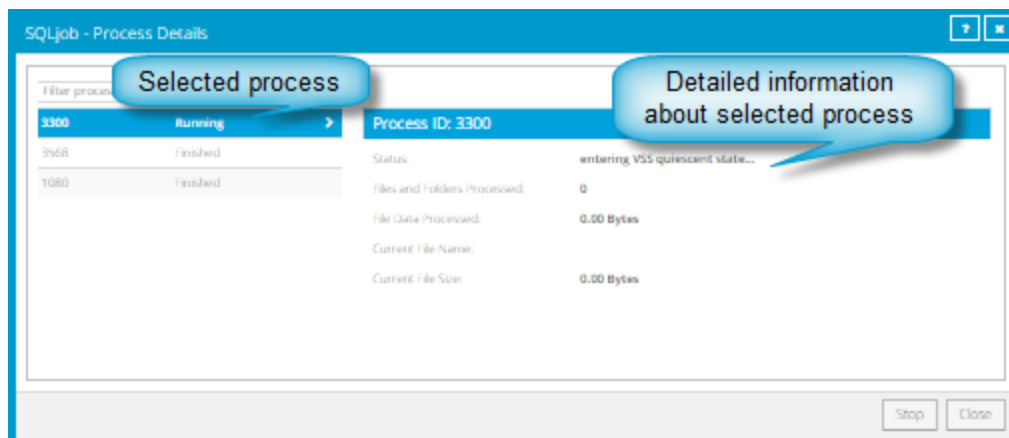 SQLjob - Process Details
? ×
Selected process
Detailed information
about selected process
Filter proces
3300 Running >
3568 Finished
1080 Finished
Process ID: 3300
Status: entering VSS quiescent state...
Files and Folders Processed: 0
File Data Processed: 0.00 Bytes
Current File Name:
Current File Size: 0.00 Bytes
Stop Close